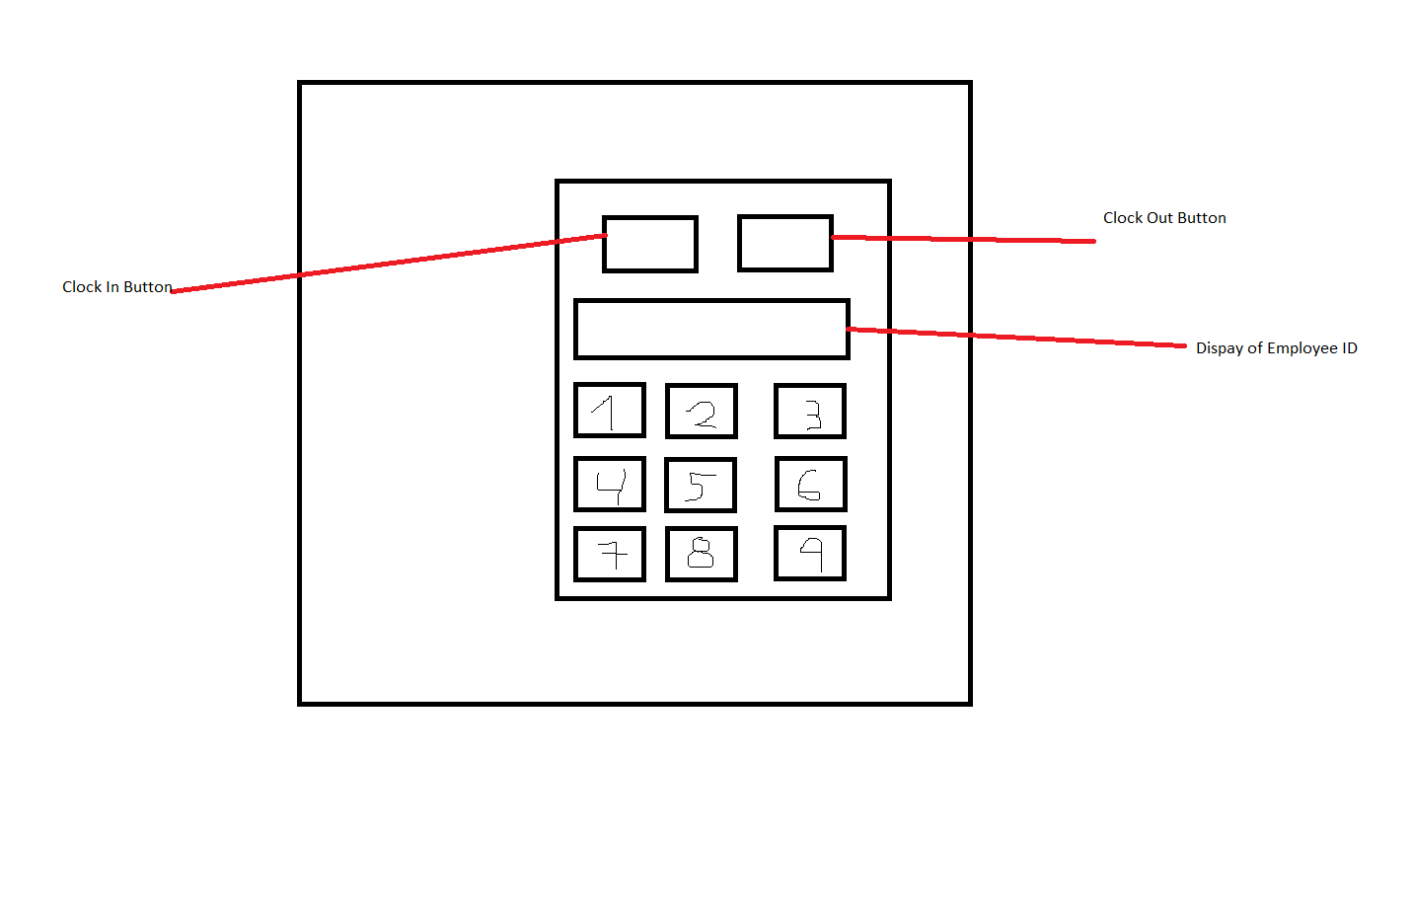 Clock Out Button
Clock In Button
Dispay of Employee ID
1 2 3
4 5 6
7 8 9